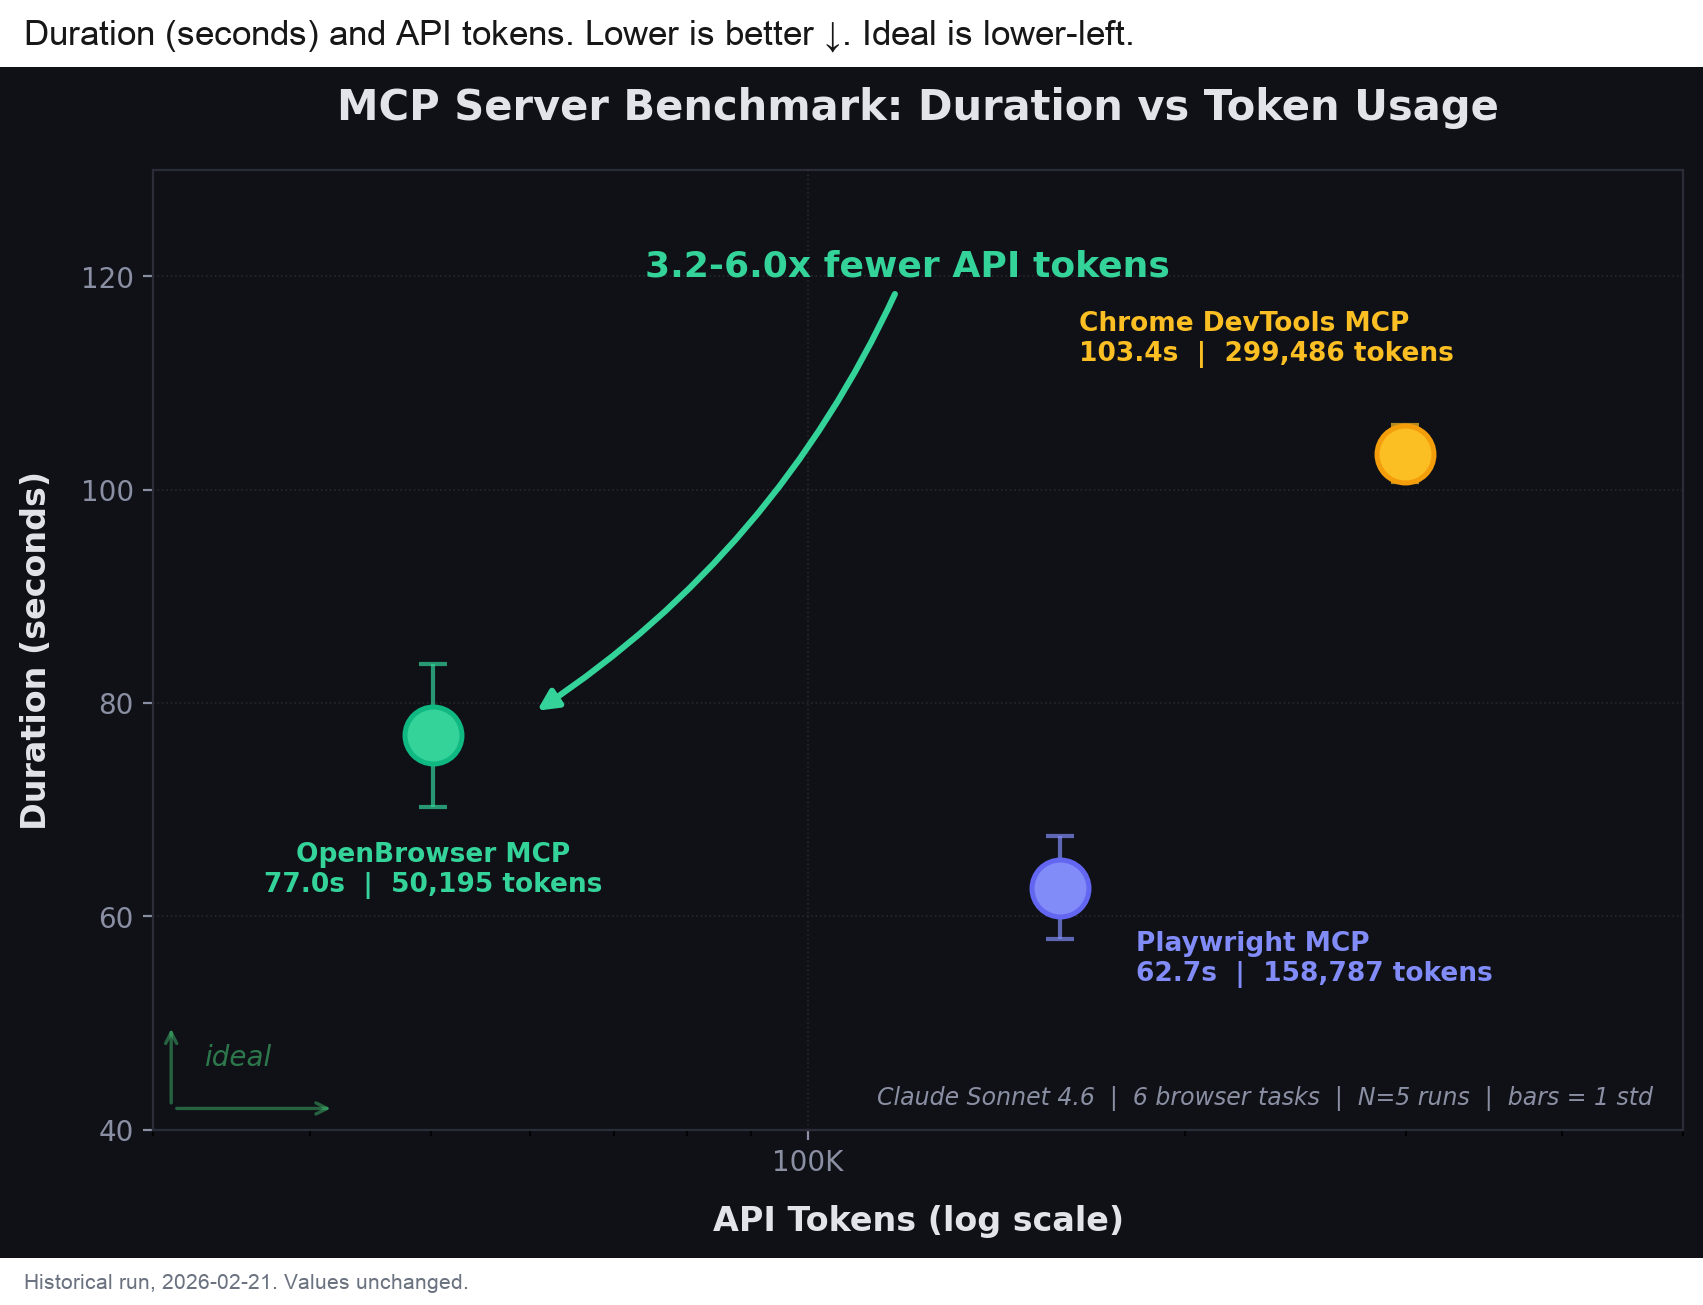 Duration (seconds) and API tokens. Lower is better ↓. Ideal is lower-left.
MCP Server Benchmark: Duration vs Token Usage
120
100
80
60
40
Duration (seconds)
3.2-6.0x fewer API tokens
Chrome DevTools MCP
103.4s | 299,486 tokens
OpenBrowser MCP
77.0s | 50,195 tokens
Playwright MCP
62.7s | 158,787 tokens
ideal
Claude Sonnet 4.6 | 6 browser tasks | N=5 runs | bars = 1 std
100K
API Tokens (log scale)
Historical run, 2026-02-21. Values unchanged.